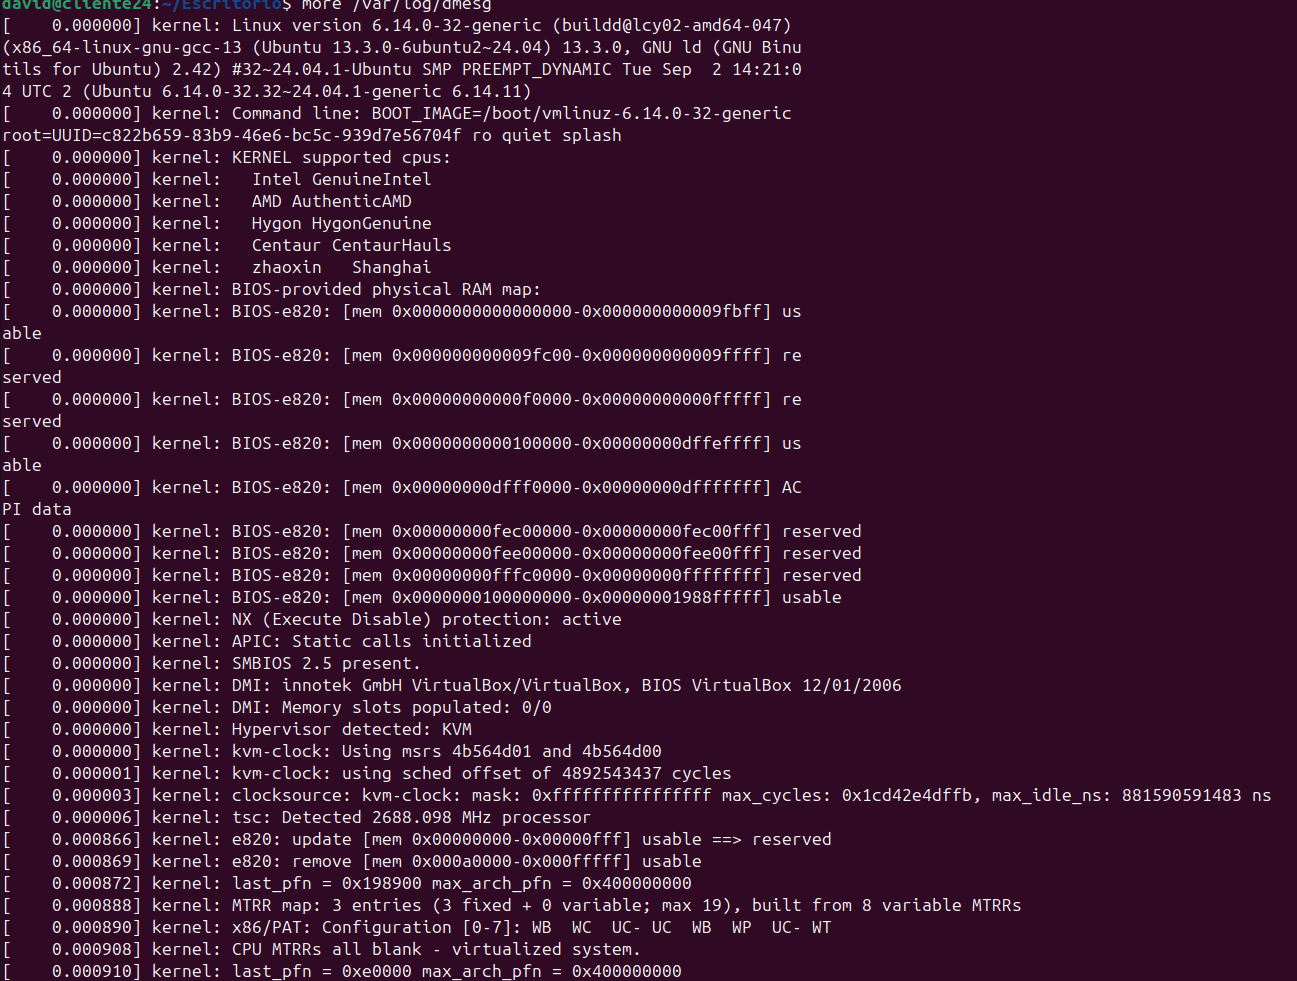 david@cliente24:~/Escritorio$ more /var/log/dmesg
[    0.000000] kernel: Linux version 6.14.0-32-generic (buildd@lcy02-amd64-047)
(x86_64-linux-gnu-gcc-13 (Ubuntu 13.3.0-6ubuntu2~24.04) 13.3.0, GNU ld (GNU Binu
tils for Ubuntu) 2.42) #32~24.04.1-Ubuntu SMP PREEMPT_DYNAMIC Tue Sep  2 14:21:0
4 UTC 2 (Ubuntu 6.14.0-32.32~24.04.1-generic 6.14.11)
[    0.000000] kernel: Command line: BOOT_IMAGE=/boot/vmlinuz-6.14.0-32-generic
root=UUID=c822b659-83b9-46e6-bc5c-939d7e56704f ro quiet splash
[    0.000000] kernel: KERNEL supported cpus:
[    0.000000] kernel:   Intel GenuineIntel
[    0.000000] kernel:   AMD AuthenticAMD
[    0.000000] kernel:   Hygon HygonGenuine
[    0.000000] kernel:   Centaur CentaurHauls
[    0.000000] kernel:   zhaoxin   Shanghai
[    0.000000] kernel: BIOS-provided physical RAM map:
[    0.000000] kernel: BIOS-e820: [mem 0x0000000000000000-0x000000000009fbff] us
able
[    0.000000] kernel: BIOS-e820: [mem 0x000000000009fc00-0x000000000009ffff] re
served
[    0.000000] kernel: BIOS-e820: [mem 0x00000000000f0000-0x00000000000fffff] re
served
[    0.000000] kernel: BIOS-e820: [mem 0x0000000000100000-0x00000000dffeffff] us
able
[    0.000000] kernel: BIOS-e820: [mem 0x00000000dfff0000-0x00000000dfffffff] AC
PI data
[    0.000000] kernel: BIOS-e820: [mem 0x00000000fec00000-0x00000000fec00fff] reserved
[    0.000000] kernel: BIOS-e820: [mem 0x00000000fee00000-0x00000000fee00fff] reserved
[    0.000000] kernel: BIOS-e820: [mem 0x00000000fffc0000-0x00000000ffffffff] reserved
[    0.000000] kernel: BIOS-e820: [mem 0x0000000100000000-0x00000001988fffff] usable
[    0.000000] kernel: NX (Execute Disable) protection: active
[    0.000000] kernel: APIC: Static calls initialized
[    0.000000] kernel: SMBIOS 2.5 present.
[    0.000000] kernel: DMI: innotek GmbH VirtualBox/VirtualBox, BIOS VirtualBox 12/01/2006
[    0.000000] kernel: DMI: Memory slots populated: 0/0
[    0.000000] kernel: Hypervisor detected: KVM
[    0.000000] kernel: kvm-clock: Using msrs 4b564d01 and 4b564d00
[    0.000001] kernel: kvm-clock: using sched offset of 4892543437 cycles
[    0.000003] kernel: clocksource: kvm-clock: mask: 0xffffffffffffffff max_cycles: 0x1cd42e4dffb, max_idle_ns: 881590591483 ns
[    0.000006] kernel: tsc: Detected 2688.098 MHz processor
[    0.000866] kernel: e820: update [mem 0x00000000-0x00000fff] usable ==> reserved
[    0.000869] kernel: e820: remove [mem 0x000a0000-0x000fffff] usable
[    0.000872] kernel: last_pfn = 0x198900 max_arch_pfn = 0x400000000
[    0.000888] kernel: MTRR map: 3 entries (3 fixed + 0 variable; max 19), built from 8 variable MTRRs
[    0.000890] kernel: x86/PAT: Configuration [0-7]: WB  WC  UC- UC  WB  WP  UC- WT
[    0.000908] kernel: CPU MTRRs all blank - virtualized system.
[    0.000910] kernel: last_pfn = 0xe0000 max_arch_pfn = 0x400000000